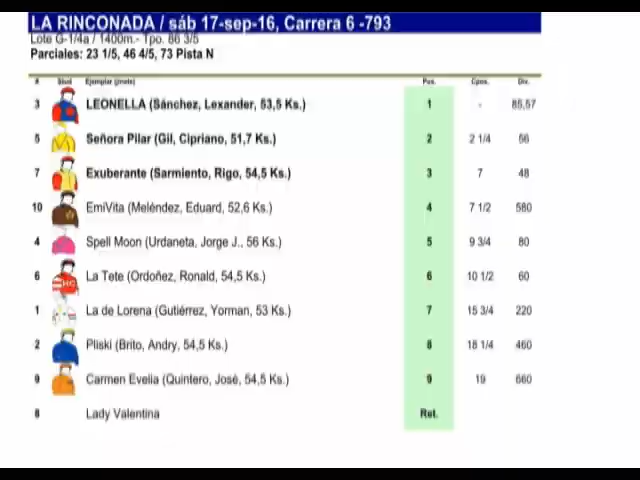 LA RINCONADA / sáb 17-sep-16, Carrera 6 -793
Lote G-1/4a / 1400m.- Tpo. 86 3/5
Parciales: 23 1/5, 46 4/5, 73 Pista N
# Stud Ejemplar (jinete) Pos. Cpos. Div.
3 LEONELLA (Sánchez, Lexander, 53,5 Ks.) 1 - 85,57
5 Señora Pilar (Gil, Cipriano, 51,7 Ks.) 2 2 1/4 56
7 Exuberante (Sarmiento, Rigo, 54,5 Ks.) 3 7 48
10 EmiVita (Meléndez, Eduard, 52,6 Ks.) 4 7 1/2 580
4 Spell Moon (Urdaneta, Jorge J., 56 Ks.) 5 9 3/4 80
6 La Tete (Ordoñez, Ronald, 54,5 Ks.) 6 10 1/2 60
1 La de Lorena (Gutiérrez, Yorman, 53 Ks.) 7 15 3/4 220
2 Pliski (Brito, Andry, 54,5 Ks.) 8 18 1/4 460
9 Carmen Evelia (Quintero, José, 54,5 Ks.) 9 19 660
8 Lady Valentina Ret.